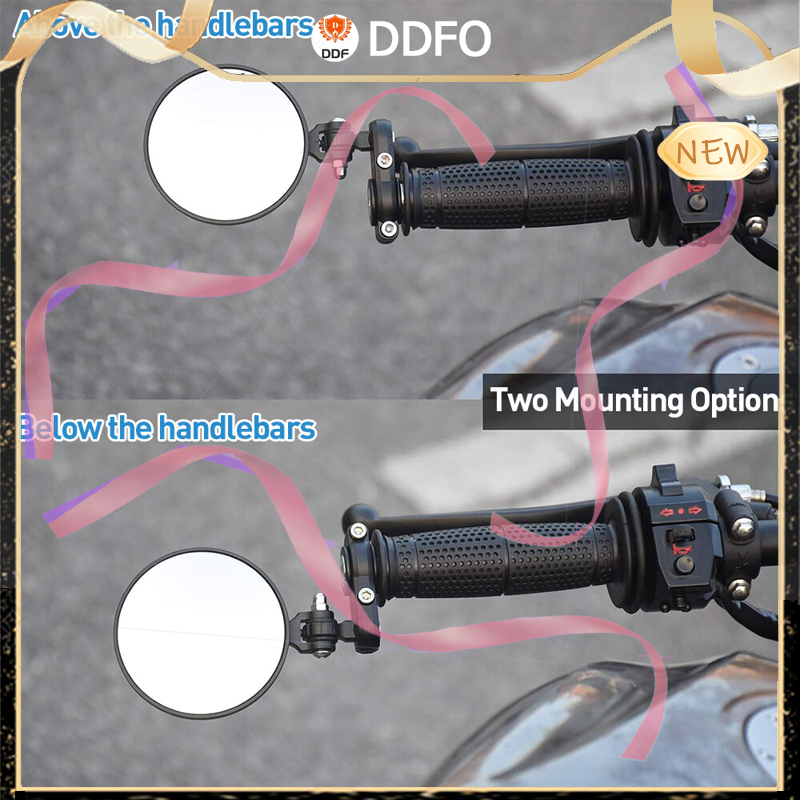 Above the handlebars
DDF
DDFO
NEW
Two Mounting Option
Below the handlebars